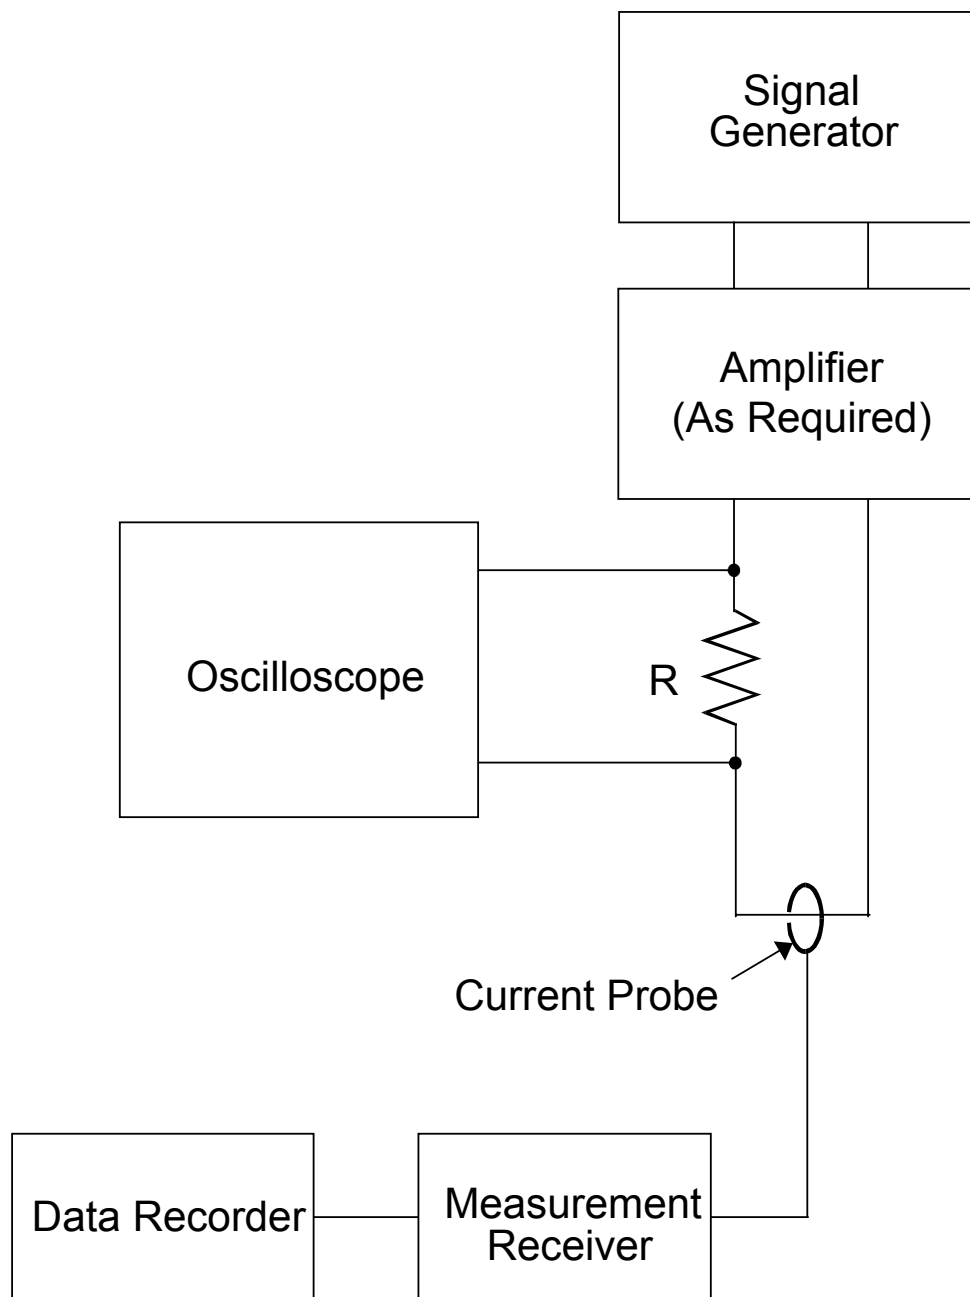 Signal
Generator
Amplifier
(As Required)
Oscilloscope
R
Current Probe
Data Recorder
Measurement
Receiver